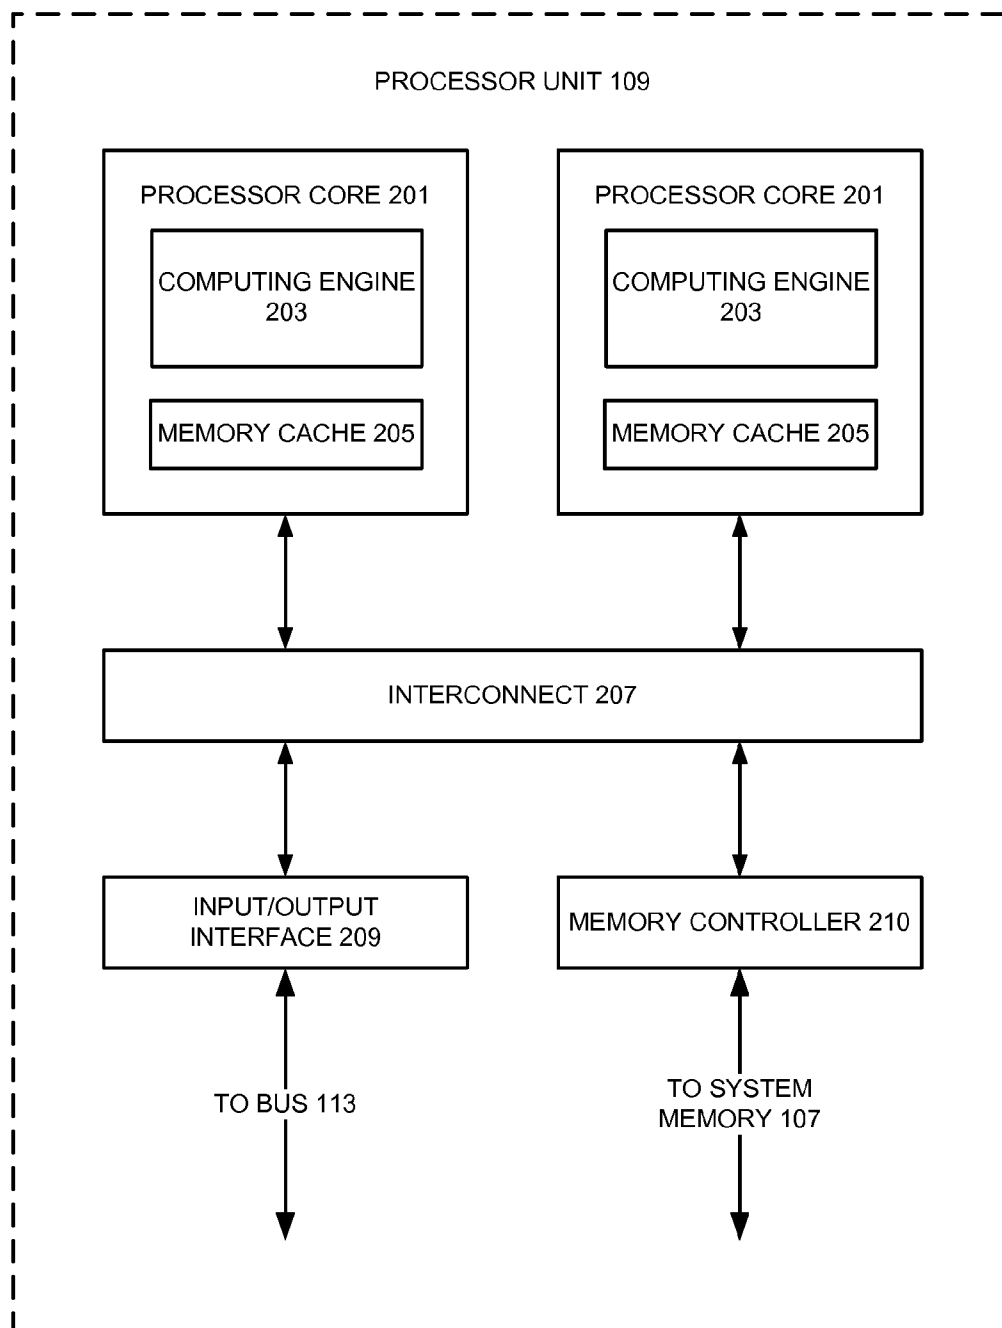 PROCESSOR UNIT 109
PROCESSOR CORE 201
COMPUTING ENGINE
203
MEMORY CACHE 205
PROCESSOR CORE 201
COMPUTING ENGINE
203
MEMORY CACHE 205
INTERCONNECT 207
INPUT/OUTPUT
INTERFACE 209
MEMORY CONTROLLER 210
TO BUS 113
TO SYSTEM
MEMORY 107